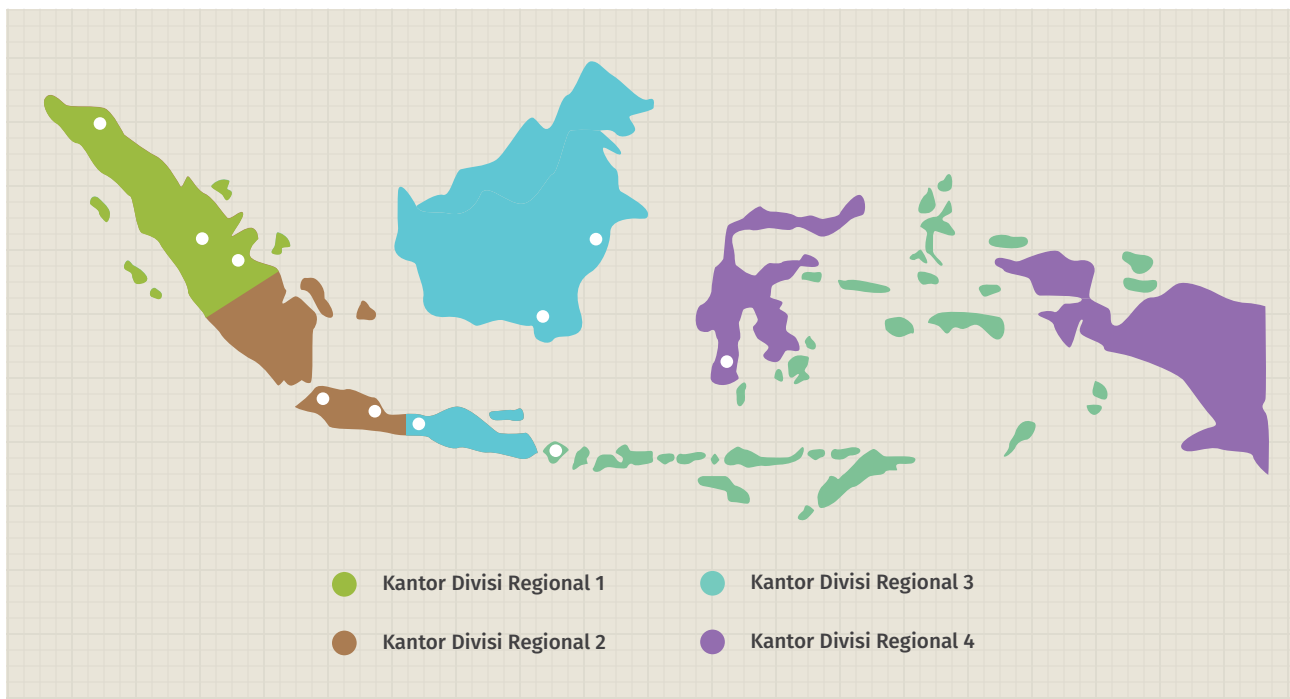 Kantor Divisi Regional 1
Kantor Divisi Regional 2
Kantor Divisi Regional 3
Kantor Divisi Regional 4